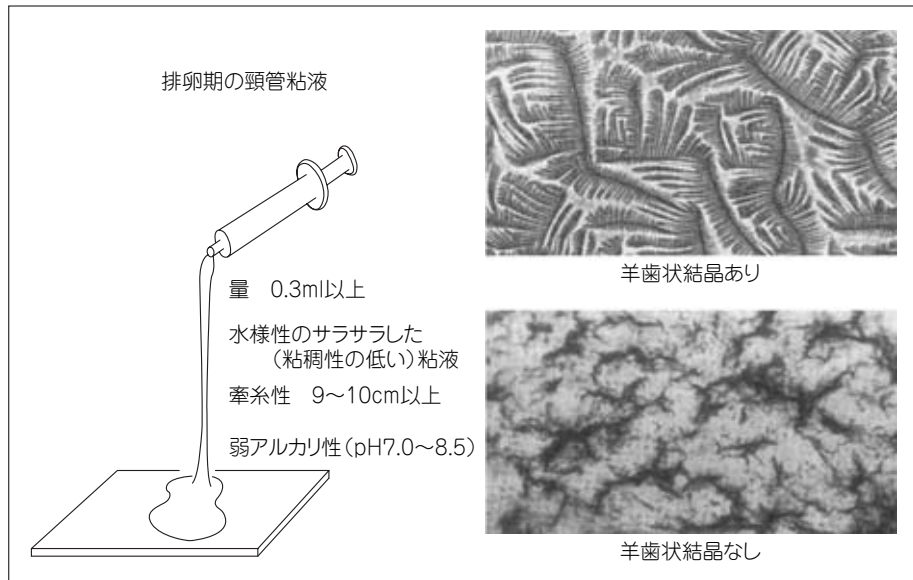 排卵期の頸管粘液
量　0.3ml以上
水様性のサラサラした
（粘稠性の低い）粘液
牽糸性　9～10cm以上
弱アルカリ性（pH7.0～8.5）
羊歯状結晶あり
羊歯状結晶なし